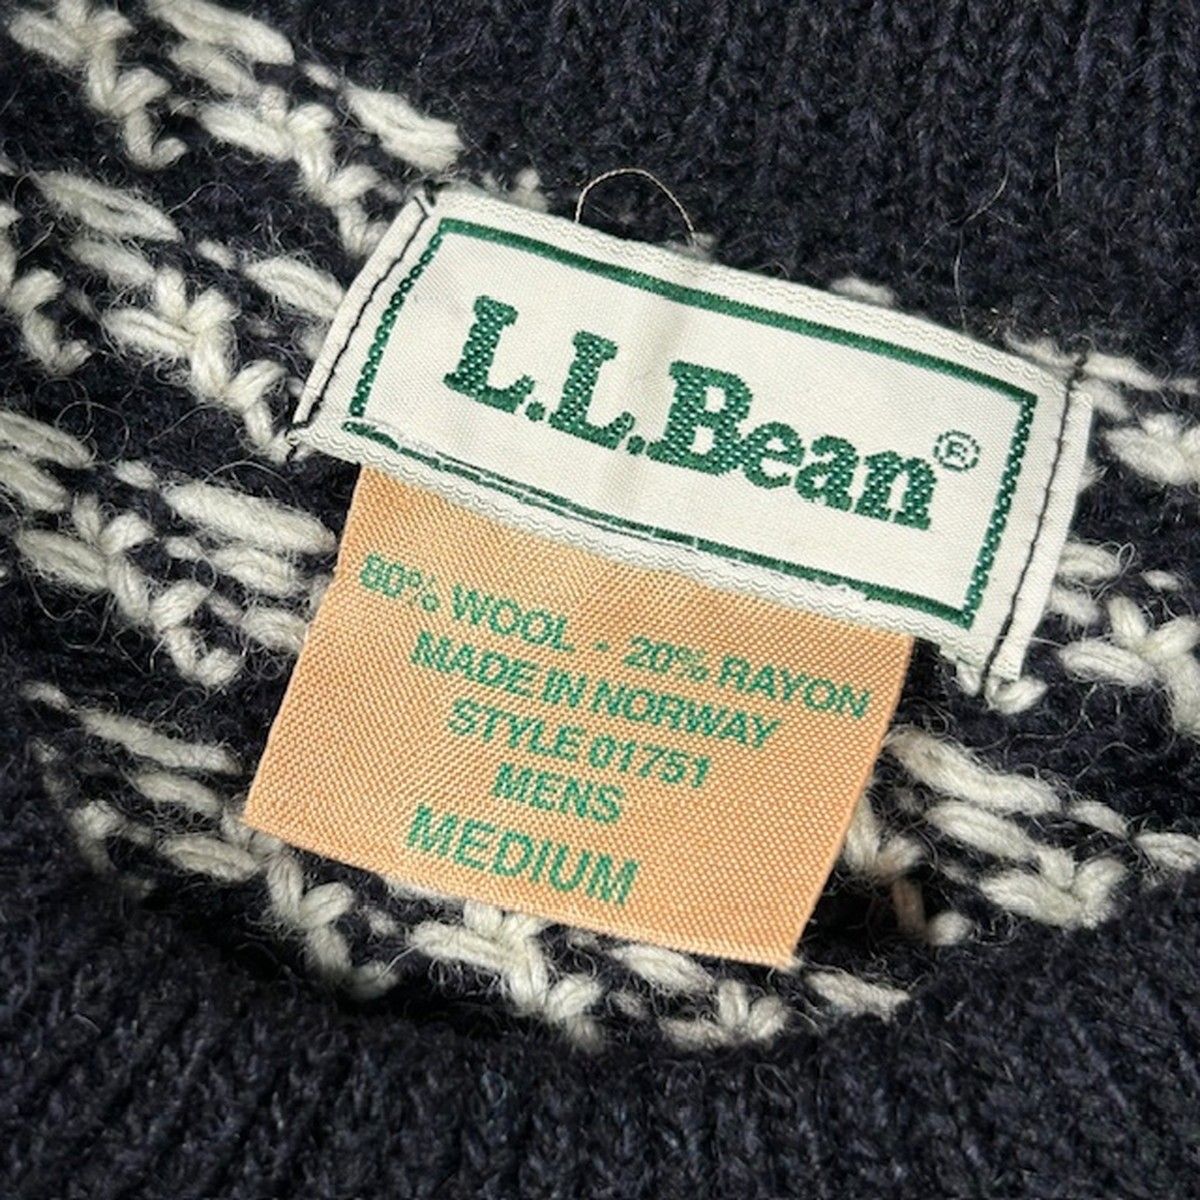 L.L.Bean®
80% WOOL - 20% RAYON
MADE IN NORWAY
STYLE 01751
MENS
MEDIUM